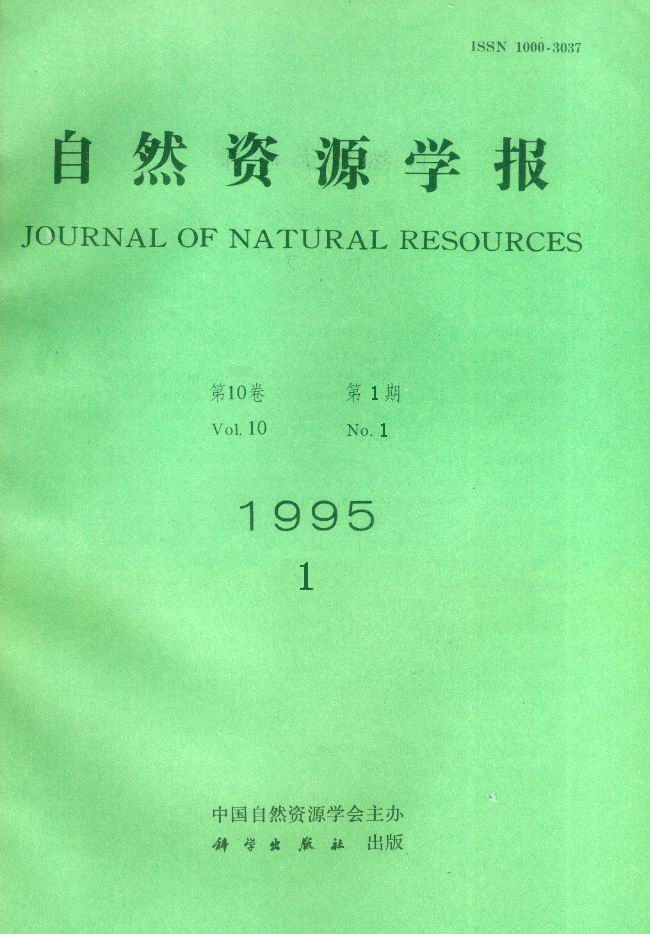 ISSN 1000-3037
自然资源学报
JOURNAL OF NATURAL RESOURCES
第10卷 第1期
Vol. 10 No. 1
1995
1
中国自然资源学会主办
科学出版社 出版